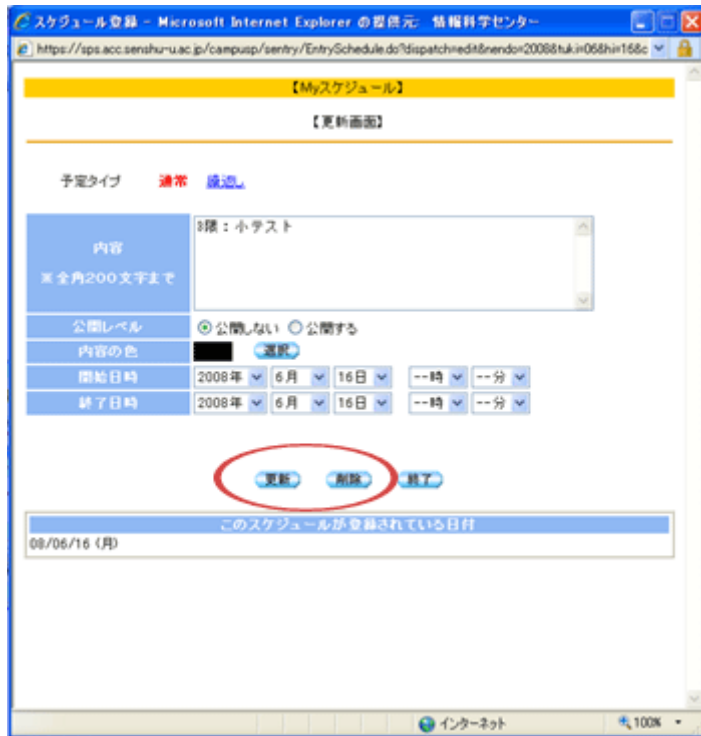 スケジュール登録 - Microsoft Internet Explorer の提供元: 情報科学センター
https://sps.acc.senshu-u.ac.jp/campusp/sentry/EntrySchedule.do?dispatch=edit&nendo=2008&tuki=06&hi=16&c
【Myスケジュール】
【更新画面】
予定タイプ 通常 繰返し
3限：小テスト
内容
※全角200文字まで
公開レベル 公開しない 公開する
内容の色 選択
開始日時 2008年 6月 16日 --時 --分
終了日時 2008年 6月 16日 --時 --分
更新 削除 終了
このスケジュールが登録されている日付
08/06/16 (月)
インターネット 100%